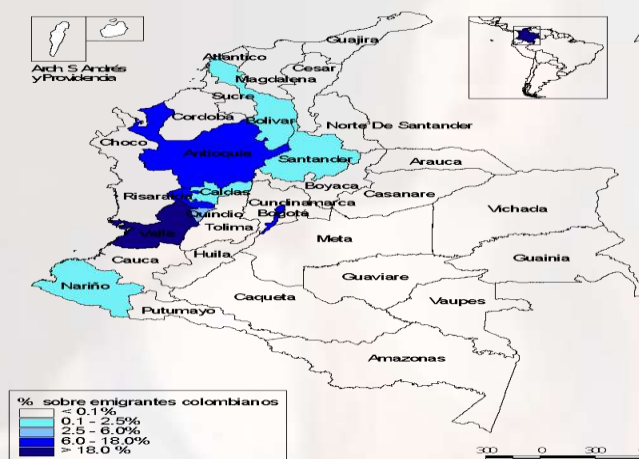 Guajira
Atlantico
Cesar
Arch S Andrés
y Providencia
Magdalena
Sucre
Cordoba
Bolivar
Norte De Santander
Choco
Antioquia
Santander
Arauca
Boyaca
Risaralda
Caldas
Casanare
Cundinamarca
Vichada
Quindio
Bogotá
Tolima
Valle
Meta
Cauca
Huila
Guainia
Guaviare
Nariño
Caqueta
Vaupes
Putumayo
Amazonas
% sobre emigrantes colombianos
< 0.1%
0.1 - 2.5%
2.5 - 6.0%
6.0 - 18.0%
> 18.0 %
300 0 300